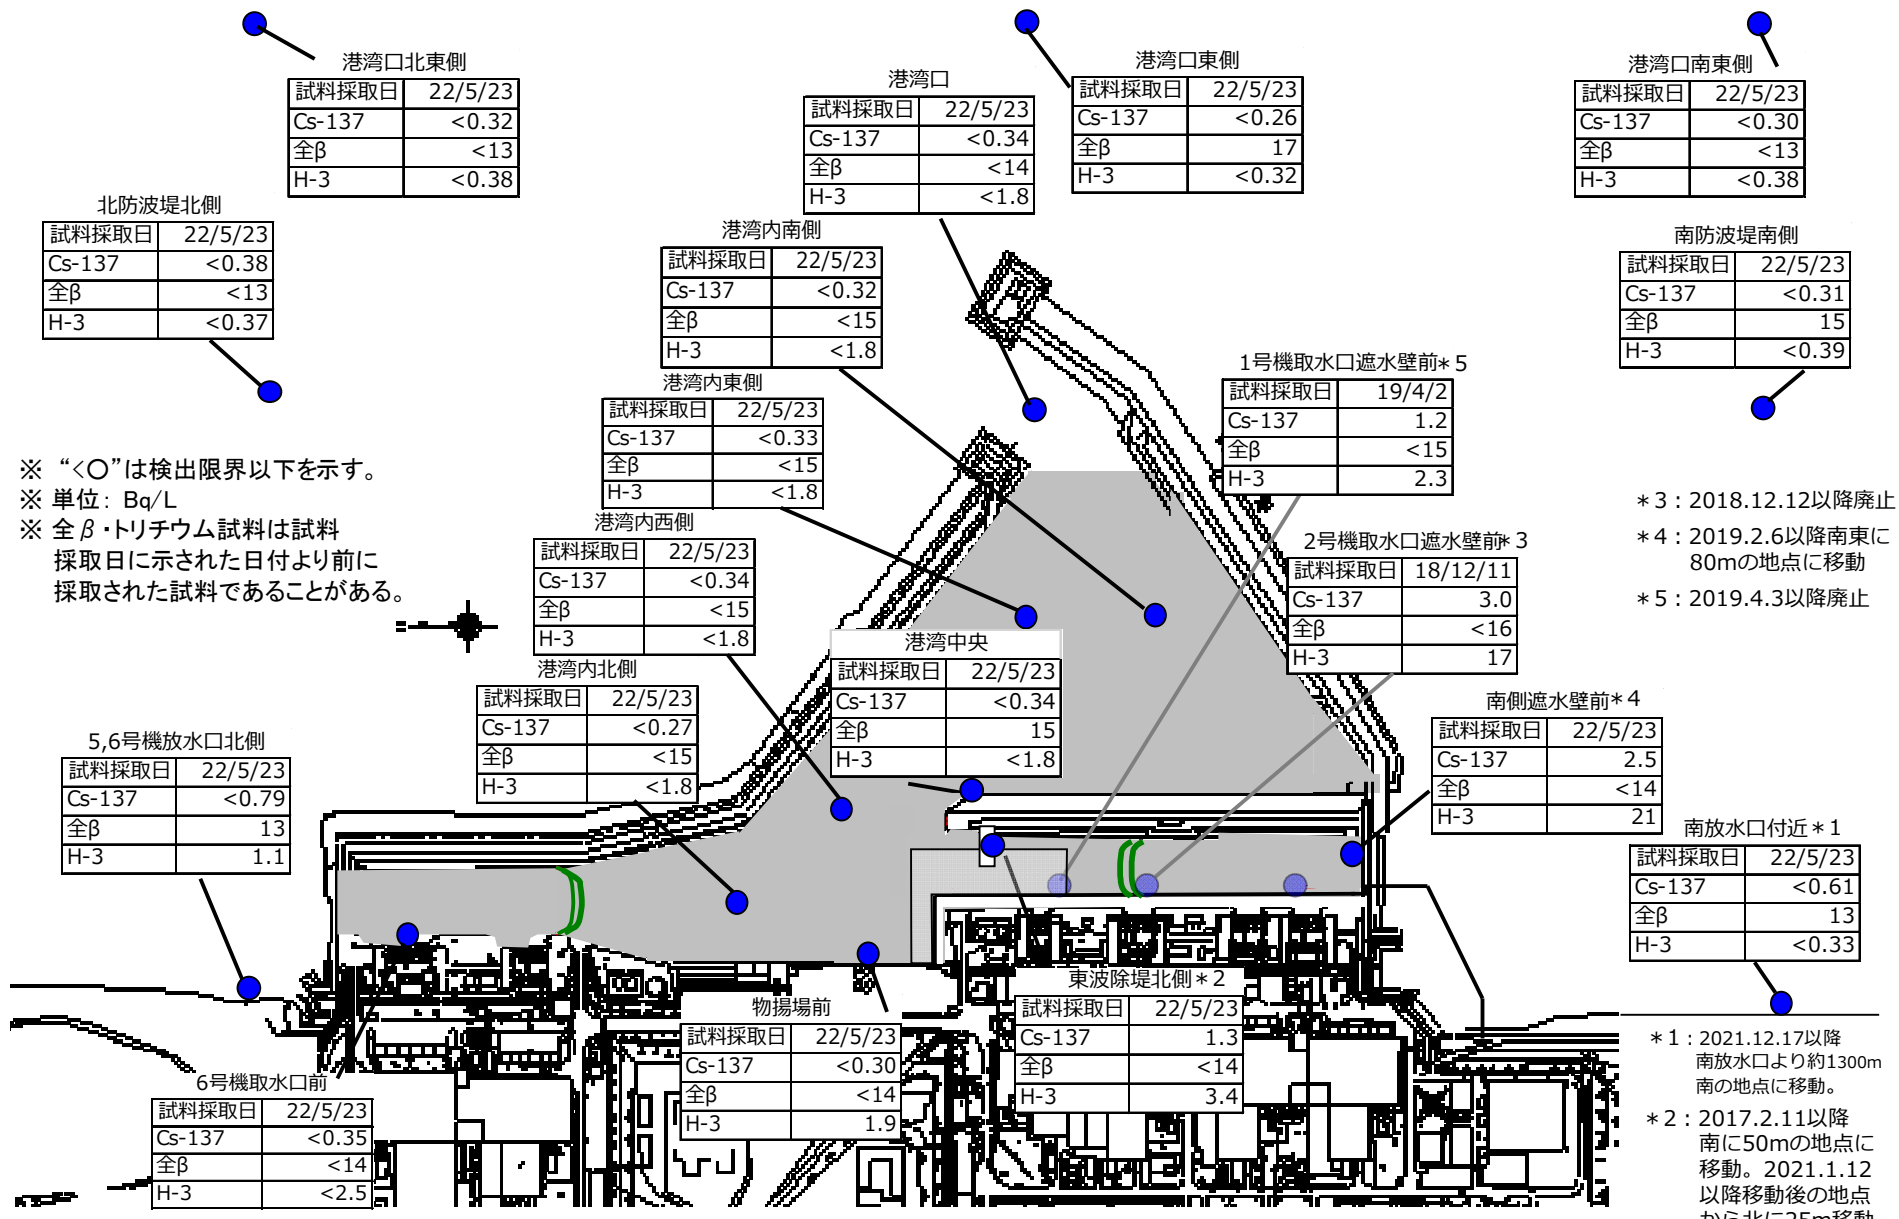 港湾口北東側
試料採取日 22/5/23
Cs-137 <0.32
全β <13
H-3 <0.38
港湾口
試料採取日 22/5/23
Cs-137 <0.34
全β <14
H-3 <1.8
港湾口東側
試料採取日 22/5/23
Cs-137 <0.26
全β 17
H-3 <0.32
港湾口南東側
試料採取日 22/5/23
Cs-137 <0.30
全β <13
H-3 <0.38
北防波堤北側
試料採取日 22/5/23
Cs-137 <0.38
全β <13
H-3 <0.37
港湾内南側
試料採取日 22/5/23
Cs-137 <0.32
全β <15
H-3 <1.8
南防波堤南側
試料採取日 22/5/23
Cs-137 <0.31
全β 15
H-3 <0.39
港湾内東側
試料採取日 22/5/23
Cs-137 <0.33
全β <15
H-3 <1.8
1号機取水口遮水壁前*5
試料採取日 19/4/2
Cs-137 1.2
全β <15
H-3 2.3
※ “<○”は検出限界以下を示す。
※ 単位: Bq/L
※ 全β・トリチウム試料は試料
採取日に示された日付より前に
採取された試料であることがある。
港湾内西側
試料採取日 22/5/23
Cs-137 <0.34
全β <15
H-3 <1.8
2号機取水口遮水壁前*3
試料採取日 18/12/11
Cs-137 3.0
全β <16
H-3 17
*3:2018.12.12以降廃止
*4:2019.2.6以降南東に
80mの地点に移動
*5:2019.4.3以降廃止
港湾内北側
試料採取日 22/5/23
Cs-137 <0.27
全β <15
H-3 <1.8
港湾中央
試料採取日 22/5/23
Cs-137 <0.34
全β 15
H-3 <1.8
南側遮水壁前*4
試料採取日 22/5/23
Cs-137 2.5
全β <14
H-3 21
5,6号機放水口北側
試料採取日 22/5/23
Cs-137 <0.79
全β 13
H-3 1.1
南放水口付近*1
試料採取日 22/5/23
Cs-137 <0.61
全β 13
H-3 <0.33
東波除堤北側*2
試料採取日 22/5/23
Cs-137 1.3
全β <14
H-3 3.4
物揚場前
試料採取日 22/5/23
Cs-137 <0.30
全β <14
H-3 1.9
6号機取水口前
試料採取日 22/5/23
Cs-137 <0.35
全β <14
H-3 <2.5
*1:2021.12.17以降
南放水口より約1300m
南の地点に移動。
*2:2017.2.11以降
南に50mの地点に
移動。2021.1.12
以降移動後の地点
から北に25m移動